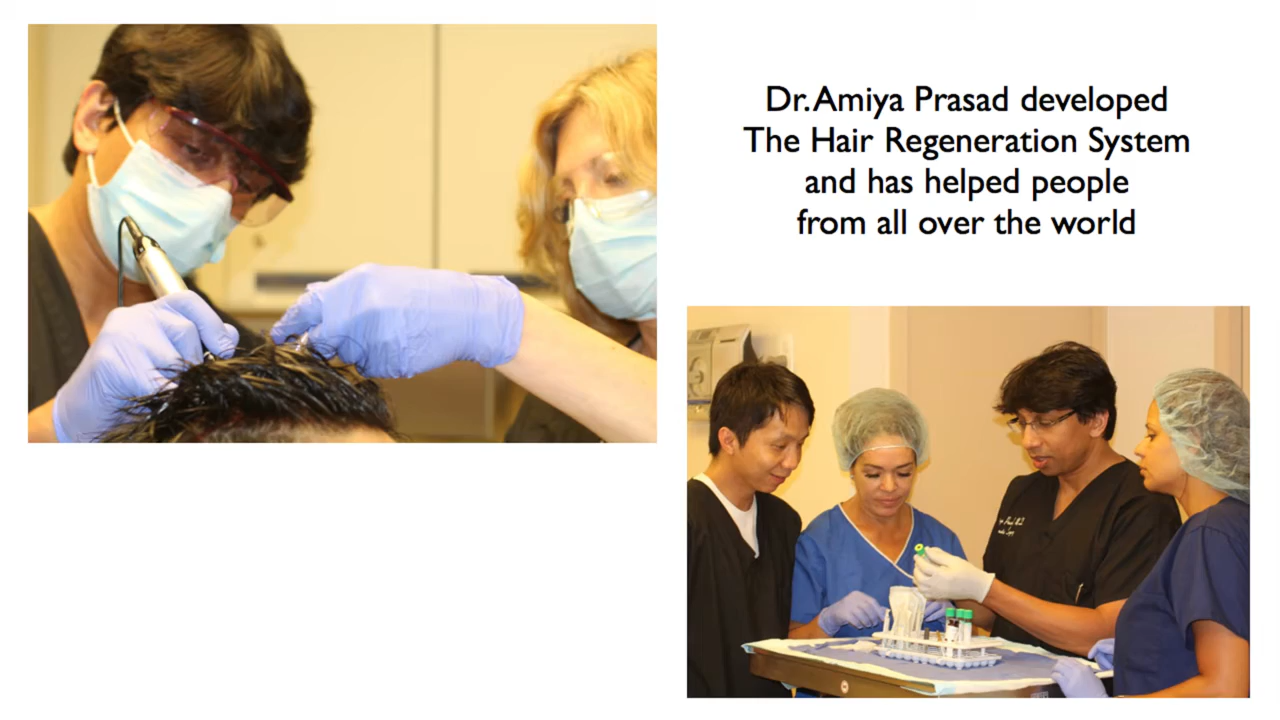 Dr. Amiya Prasad developed
The Hair Regeneration System
and has helped people
from all over the world